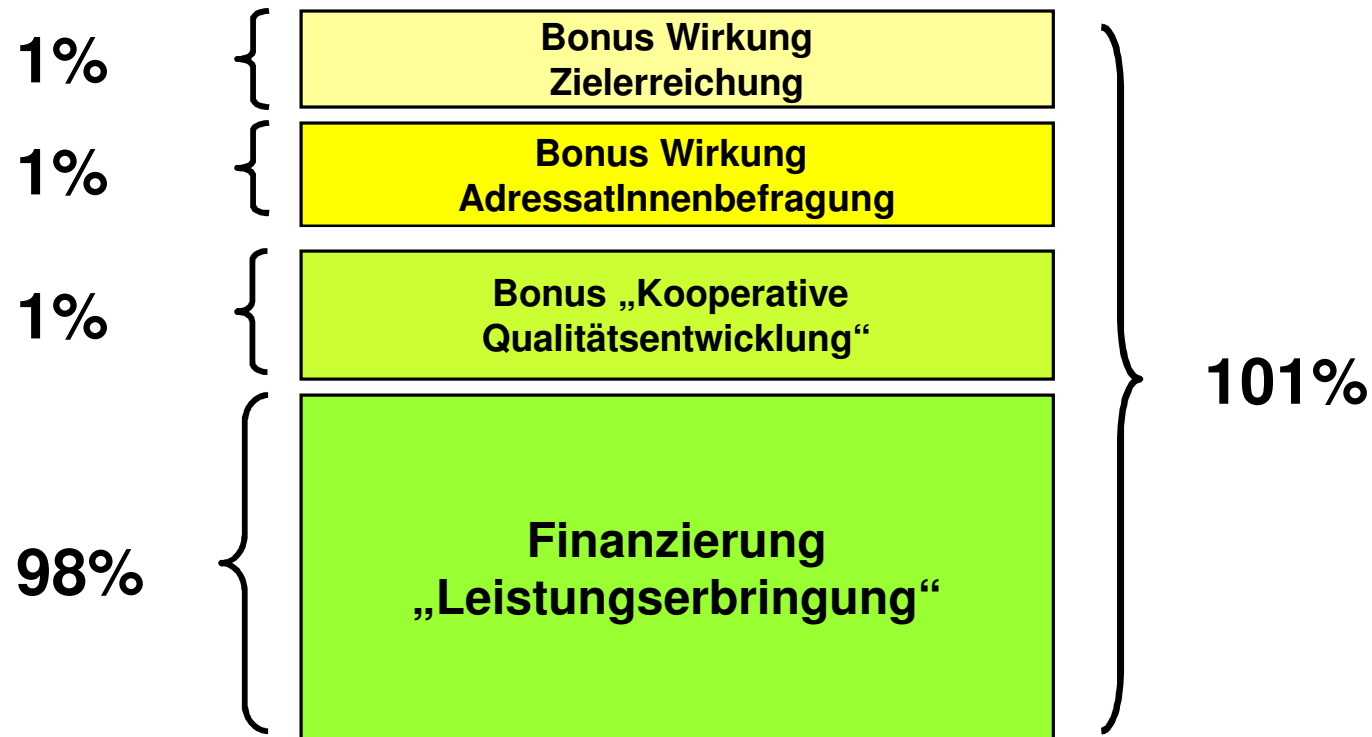 1%
Bonus Wirkung
Zielerreichung
1%
Bonus Wirkung
AdressatInnenbefragung
1%
Bonus „Kooperative
Qualitätsentwicklung“
101%
98%
Finanzierung
„Leistungserbringung“